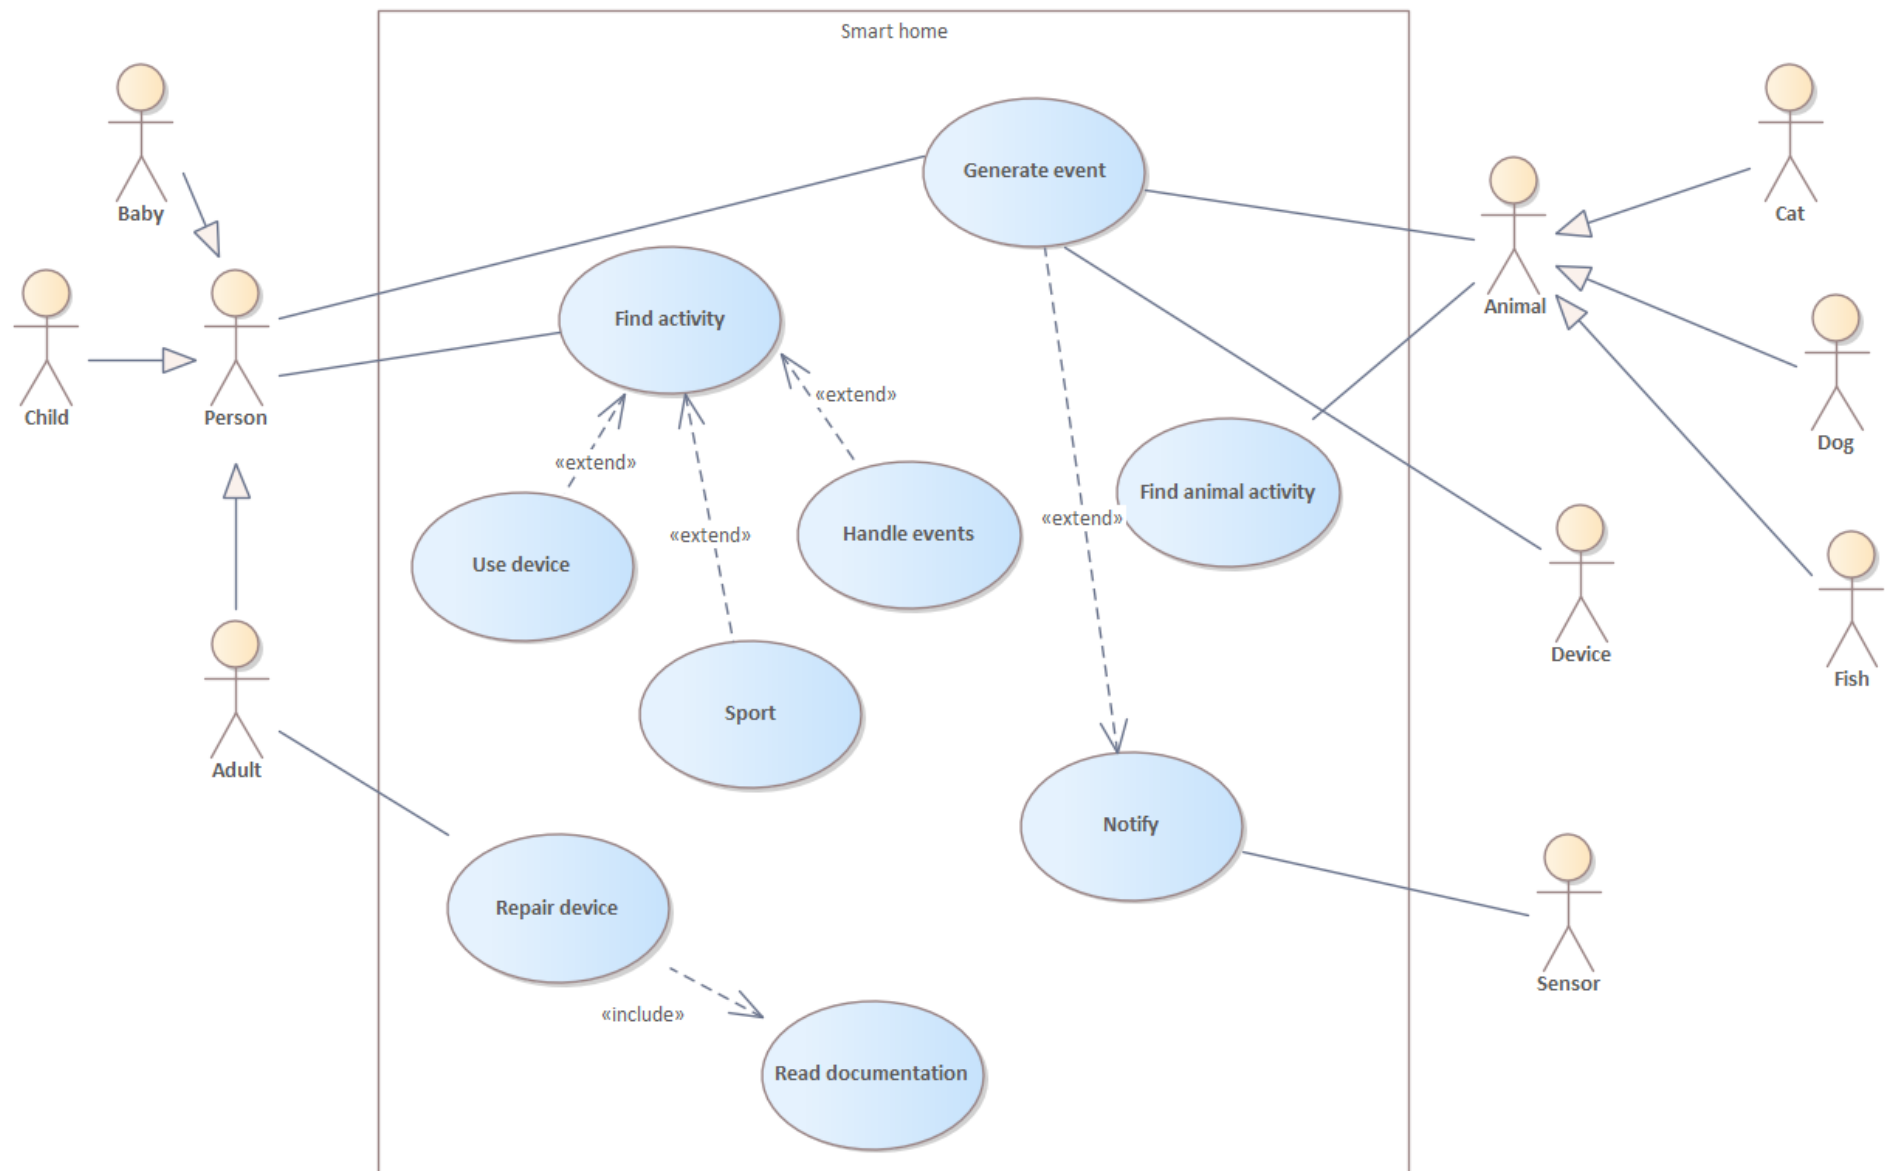 Smart home
Baby
Generate event
Cat
Find activity
Animal
Child
Person
«extend»
Dog
«extend»
Find animal activity
«extend»
«extend»
Handle events
Use device
Device
Fish
Sport
Adult
Notify
Repair device
Sensor
«include»
Read documentation